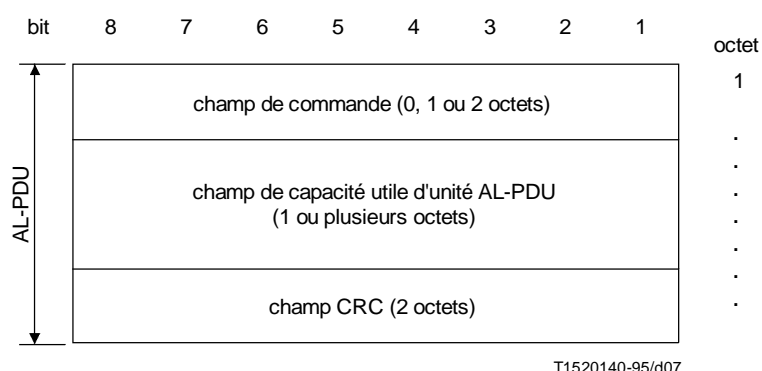 bit 8 7 6 5 4 3 2 1
octet
1
champ de commande (0, 1 ou 2 octets)
.
.
champ de capacité utile d'unité AL-PDU
(1 ou plusieurs octets)
.
.
.
.
.
champ CRC (2 octets)
AL-PDU
T1520140-95/d07